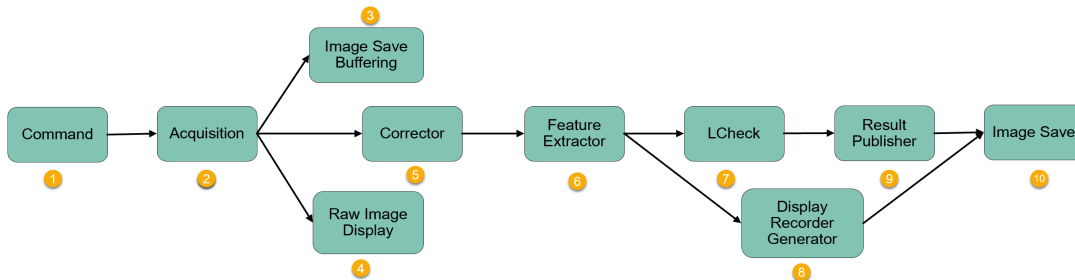 3
Image Save
Buffering
Command
1
Acquisition
2
Corrector
5
Feature
Extractor
6
LCheck
7
Result
Publisher
9
Image Save
10
Raw Image
Display
4
Display
Recorder
Generator
8